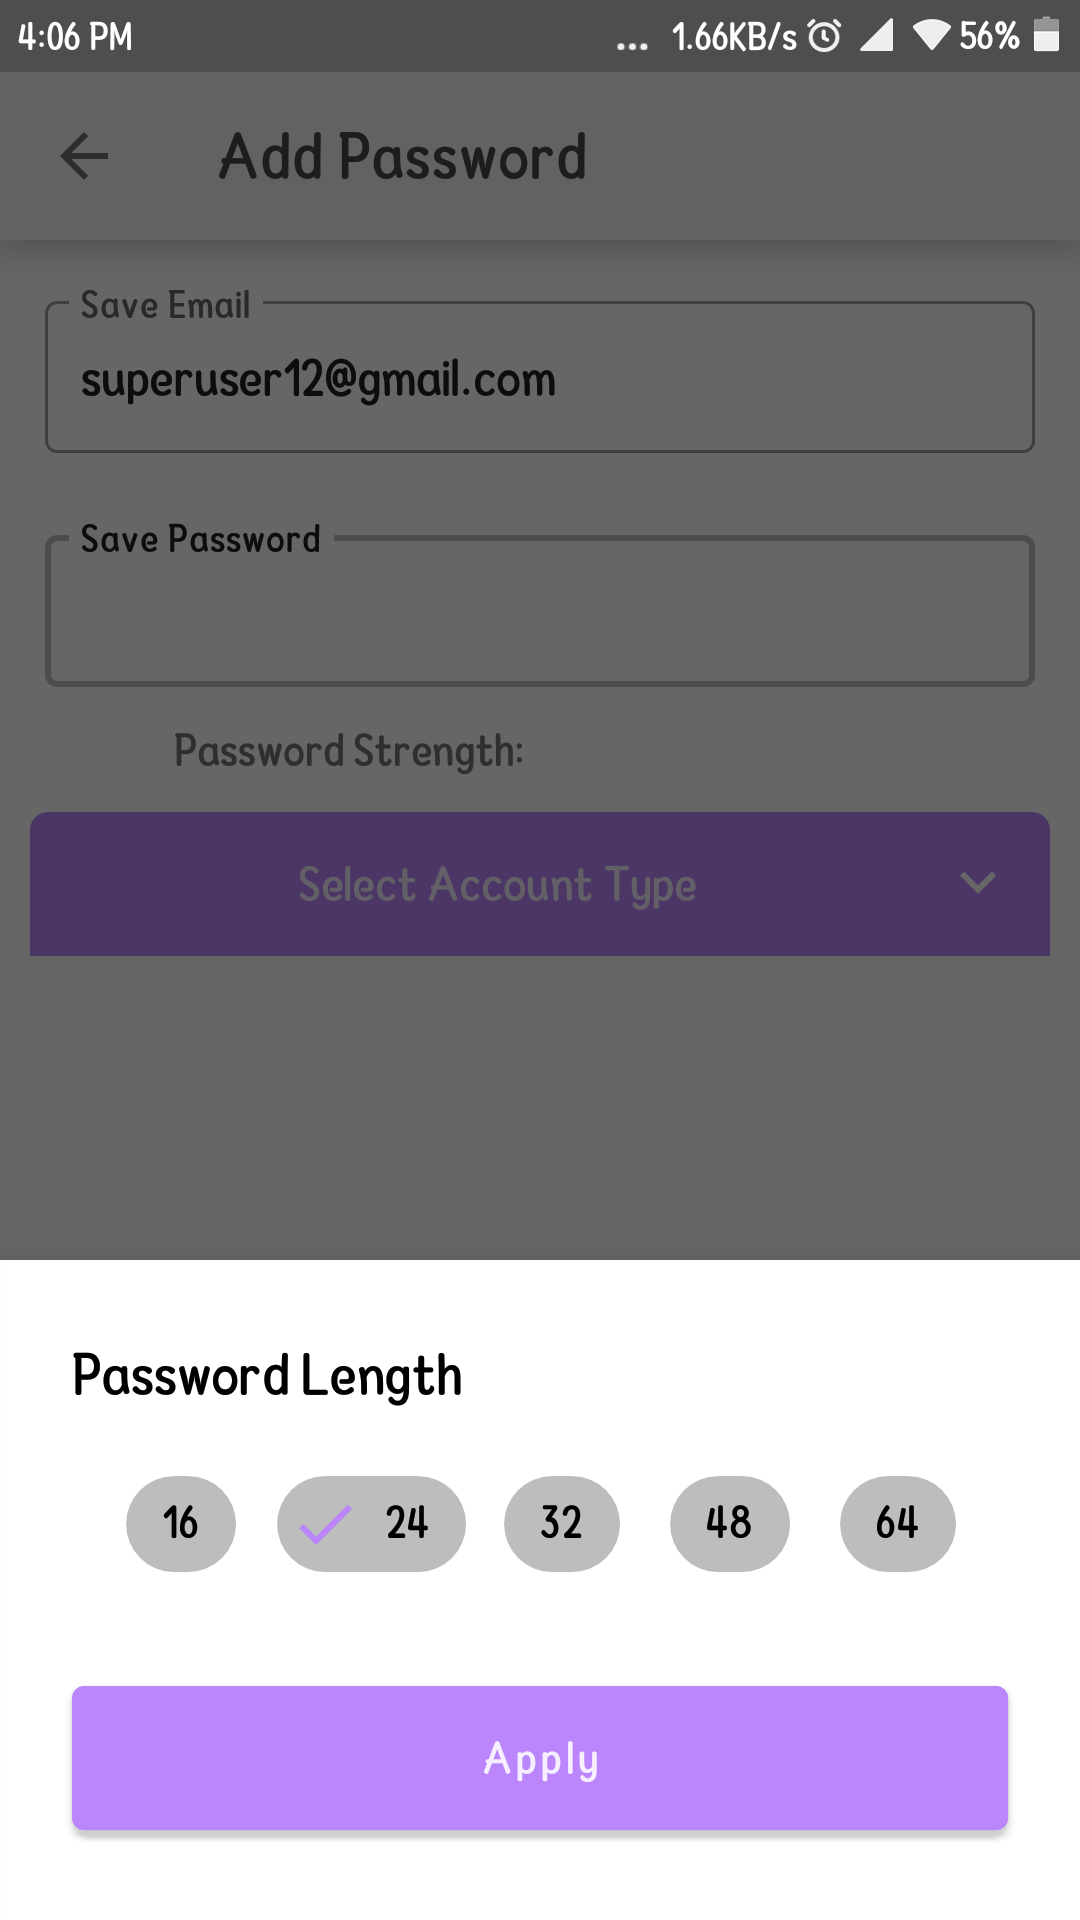 4:06 PM ... 1.66KB/s 56%
Add Password
Save Email
superuser12@gmail.com
Save Password
Password Strength:
Select Account Type
Password Length
16 24 32 48 64
Apply